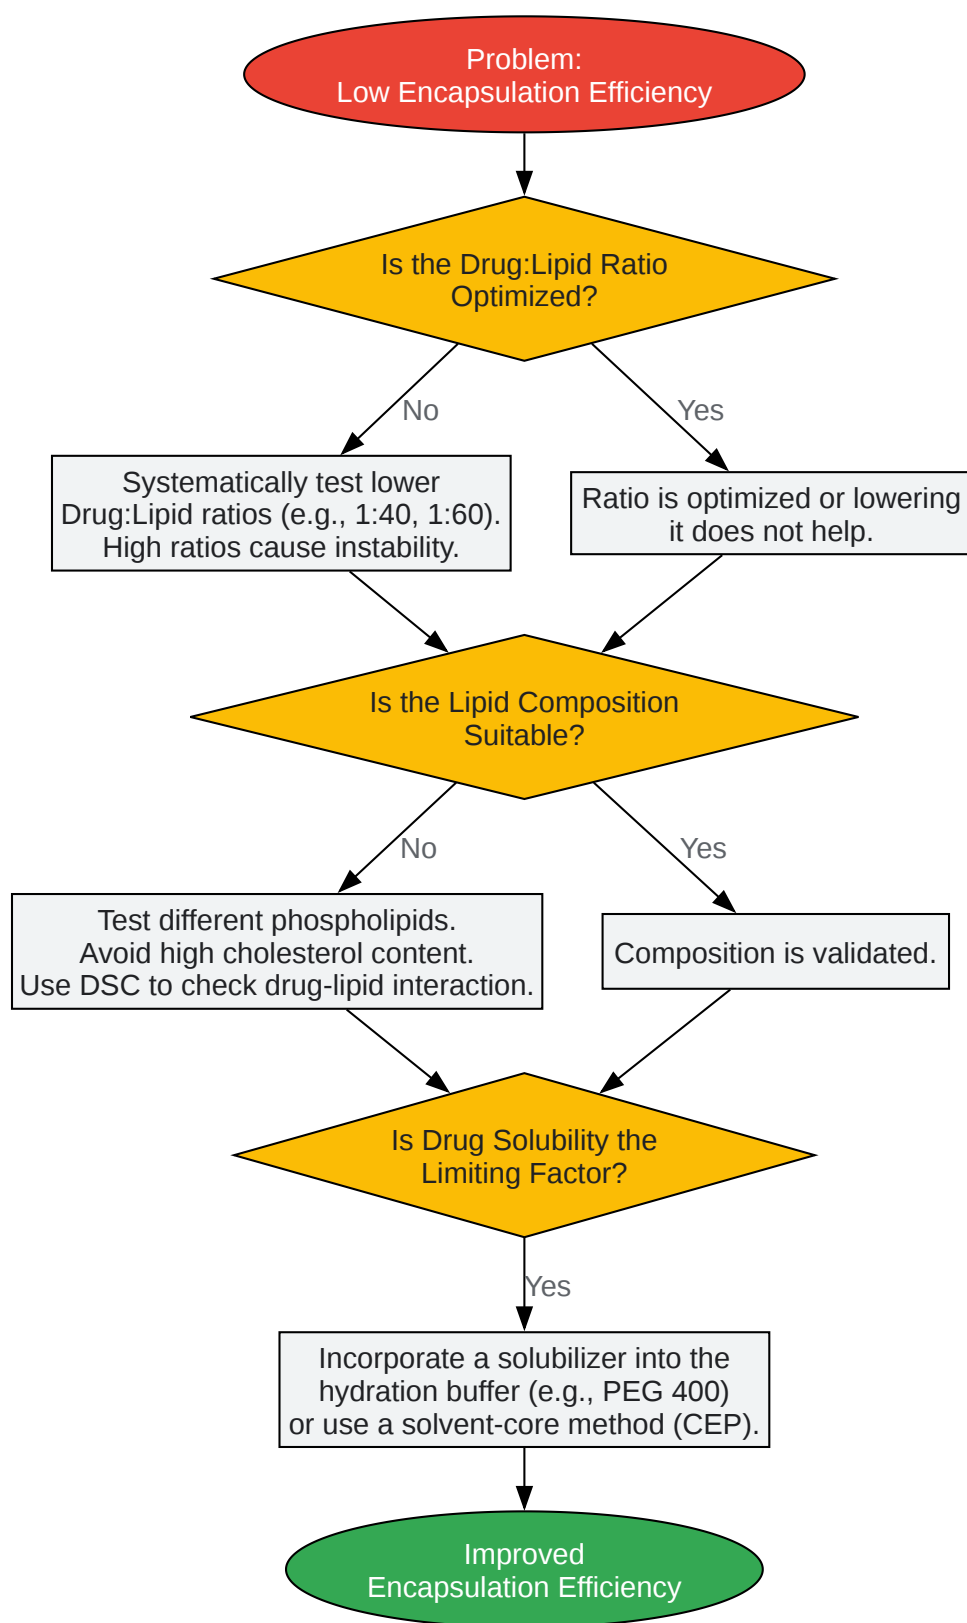 Problem:
Low Encapsulation Efficiency
Is the Drug:Lipid Ratio
Optimized?
No
Yes
Systematically test lower
Drug:Lipid ratios (e.g., 1:40, 1:60).
High ratios cause instability.
Ratio is optimized or lowering
it does not help.
Is the Lipid Composition
Suitable?
No
Yes
Test different phospholipids.
Avoid high cholesterol content.
Use DSC to check drug-lipid interaction.
Composition is validated.
Is Drug Solubility the
Limiting Factor?
Yes
Incorporate a solubilizer into the
hydration buffer (e.g., PEG 400)
or use a solvent-core method (CEP).
Improved
Encapsulation Efficiency